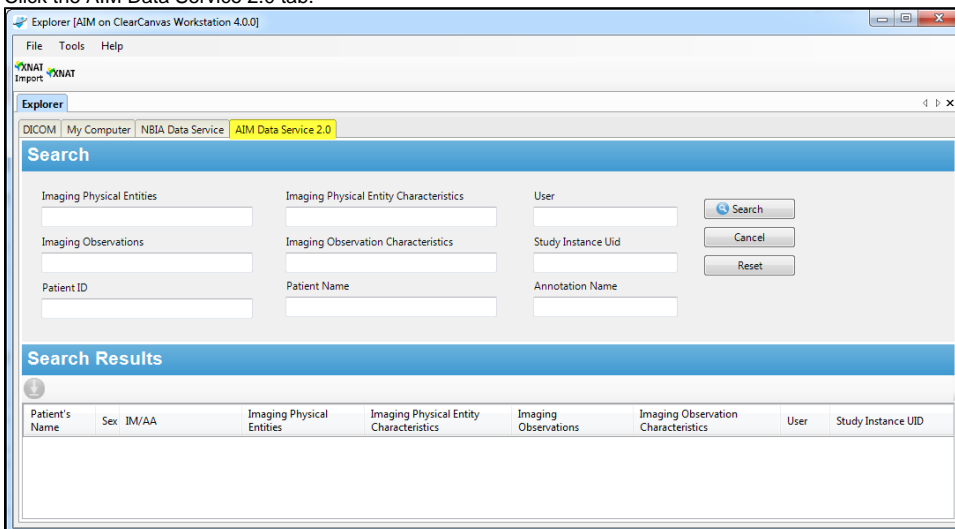 Click the AIM Data Service 2.0 tab.
Explorer [AIM on ClearCanvas Workstation 4.0.0]
File Tools Help
XNAT Import XNAT
Explorer
DICOM My Computer NBIA Data Service AIM Data Service 2.0
Search
Imaging Physical Entities Imaging Physical Entity Characteristics User
Search
Imaging Observations Imaging Observation Characteristics Study Instance Uid
Cancel
Reset
Patient ID Patient Name Annotation Name
Search Results
Patient's Name Sex IM/AA Imaging Physical Entities Imaging Physical Entity Characteristics Imaging Observations Imaging Observation Characteristics User Study Instance UID